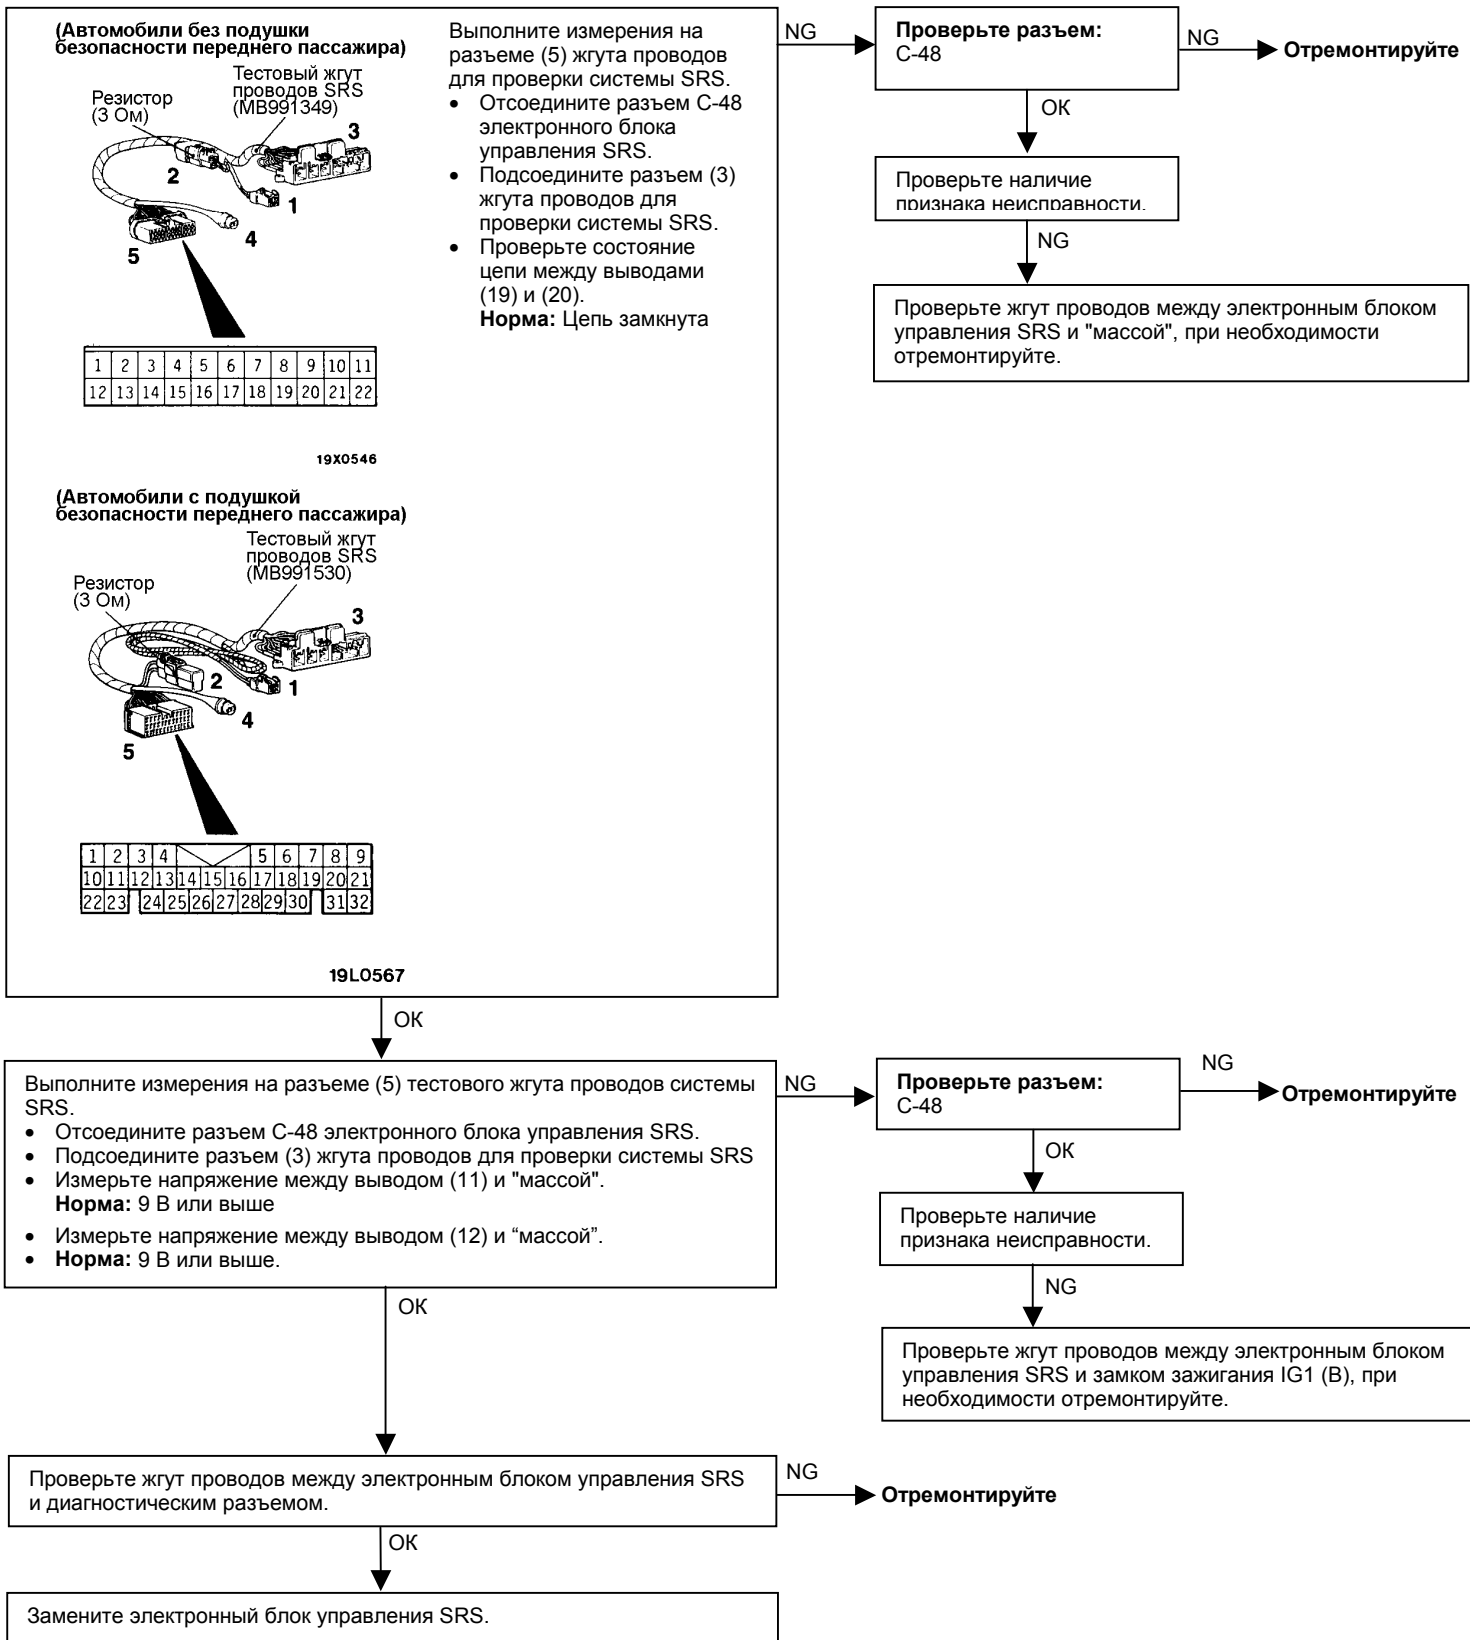 (Автомобили без подушки
безопасности переднего пассажира)
Тестовый жгут
проводов SRS
(MB991349)
Резистор
(3 Ом)
3
2
1
4
5
1 2 3 4 5 6 7 8 9 10 11
12 13 14 15 16 17 18 19 20 21 22
19X0546
(Автомобили с подушкой
безопасности переднего пассажира)
Тестовый жгут
проводов SRS
(MB991530)
Резистор
(3 Ом)
3
2
1
4
5
1 2 3 4 5 6 7 8 9
10 11 12 13 14 15 16 17 18 19 20 21
22 23 24 25 26 27 28 29 30 31 32
19L0567
Выполните измерения на
разъеме (5) жгута проводов
для проверки системы SRS.
• Отсоедините разъем С-48
электронного блока
управления SRS.
• Подсоедините разъем (3)
жгута проводов для
проверки системы SRS.
• Проверьте состояние
цепи между выводами
(19) и (20).
Норма: Цепь замкнута
NG
Проверьте разъем:
С-48
NG
Отремонтируйте
ОК
Проверьте наличие
признака неисправности.
NG
Проверьте жгут проводов между электронным блоком
управления SRS и "массой", при необходимости
отремонтируйте.
ОК
Выполните измерения на разъеме (5) тестового жгута проводов системы
SRS.
• Отсоедините разъем С-48 электронного блока управления SRS.
• Подсоедините разъем (3) жгута проводов для проверки системы SRS
• Измерьте напряжение между выводом (11) и "массой".
Норма: 9 В или выше
• Измерьте напряжение между выводом (12) и “массой”.
• Норма: 9 В или выше.
NG
Проверьте разъем:
С-48
NG
Отремонтируйте
ОК
Проверьте наличие
признака неисправности.
NG
Проверьте жгут проводов между электронным блоком
управления SRS и замком зажигания IG1 (В), при
необходимости отремонтируйте.
ОК
Проверьте жгут проводов между электронным блоком управления SRS
и диагностическим разъемом.
NG
Отремонтируйте
ОК
Замените электронный блок управления SRS.